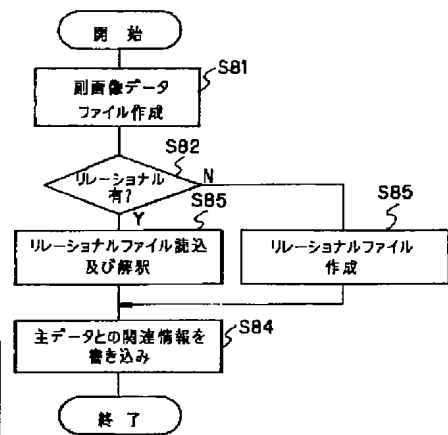 開始
S81
副画像データ
ファイル作成
S82
リレーショナル
有?
N
Y
S85
リレーショナルファイル読込
及び解釈
S85
リレーショナルファイル
作成
S84
主データとの関連情報を
書き込み
終了